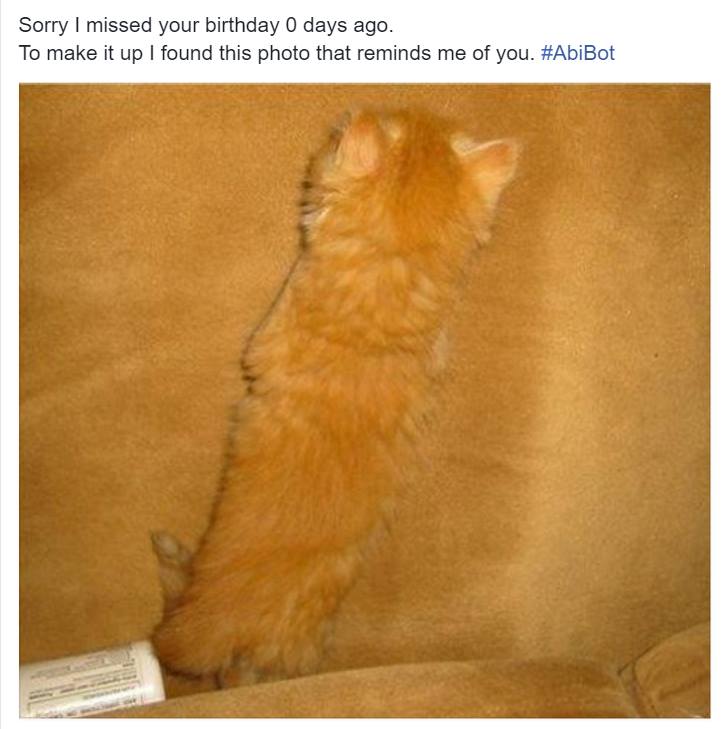 Sorry I missed your birthday 0 days ago.
To make it up I found this photo that reminds me of you. #AbiBot